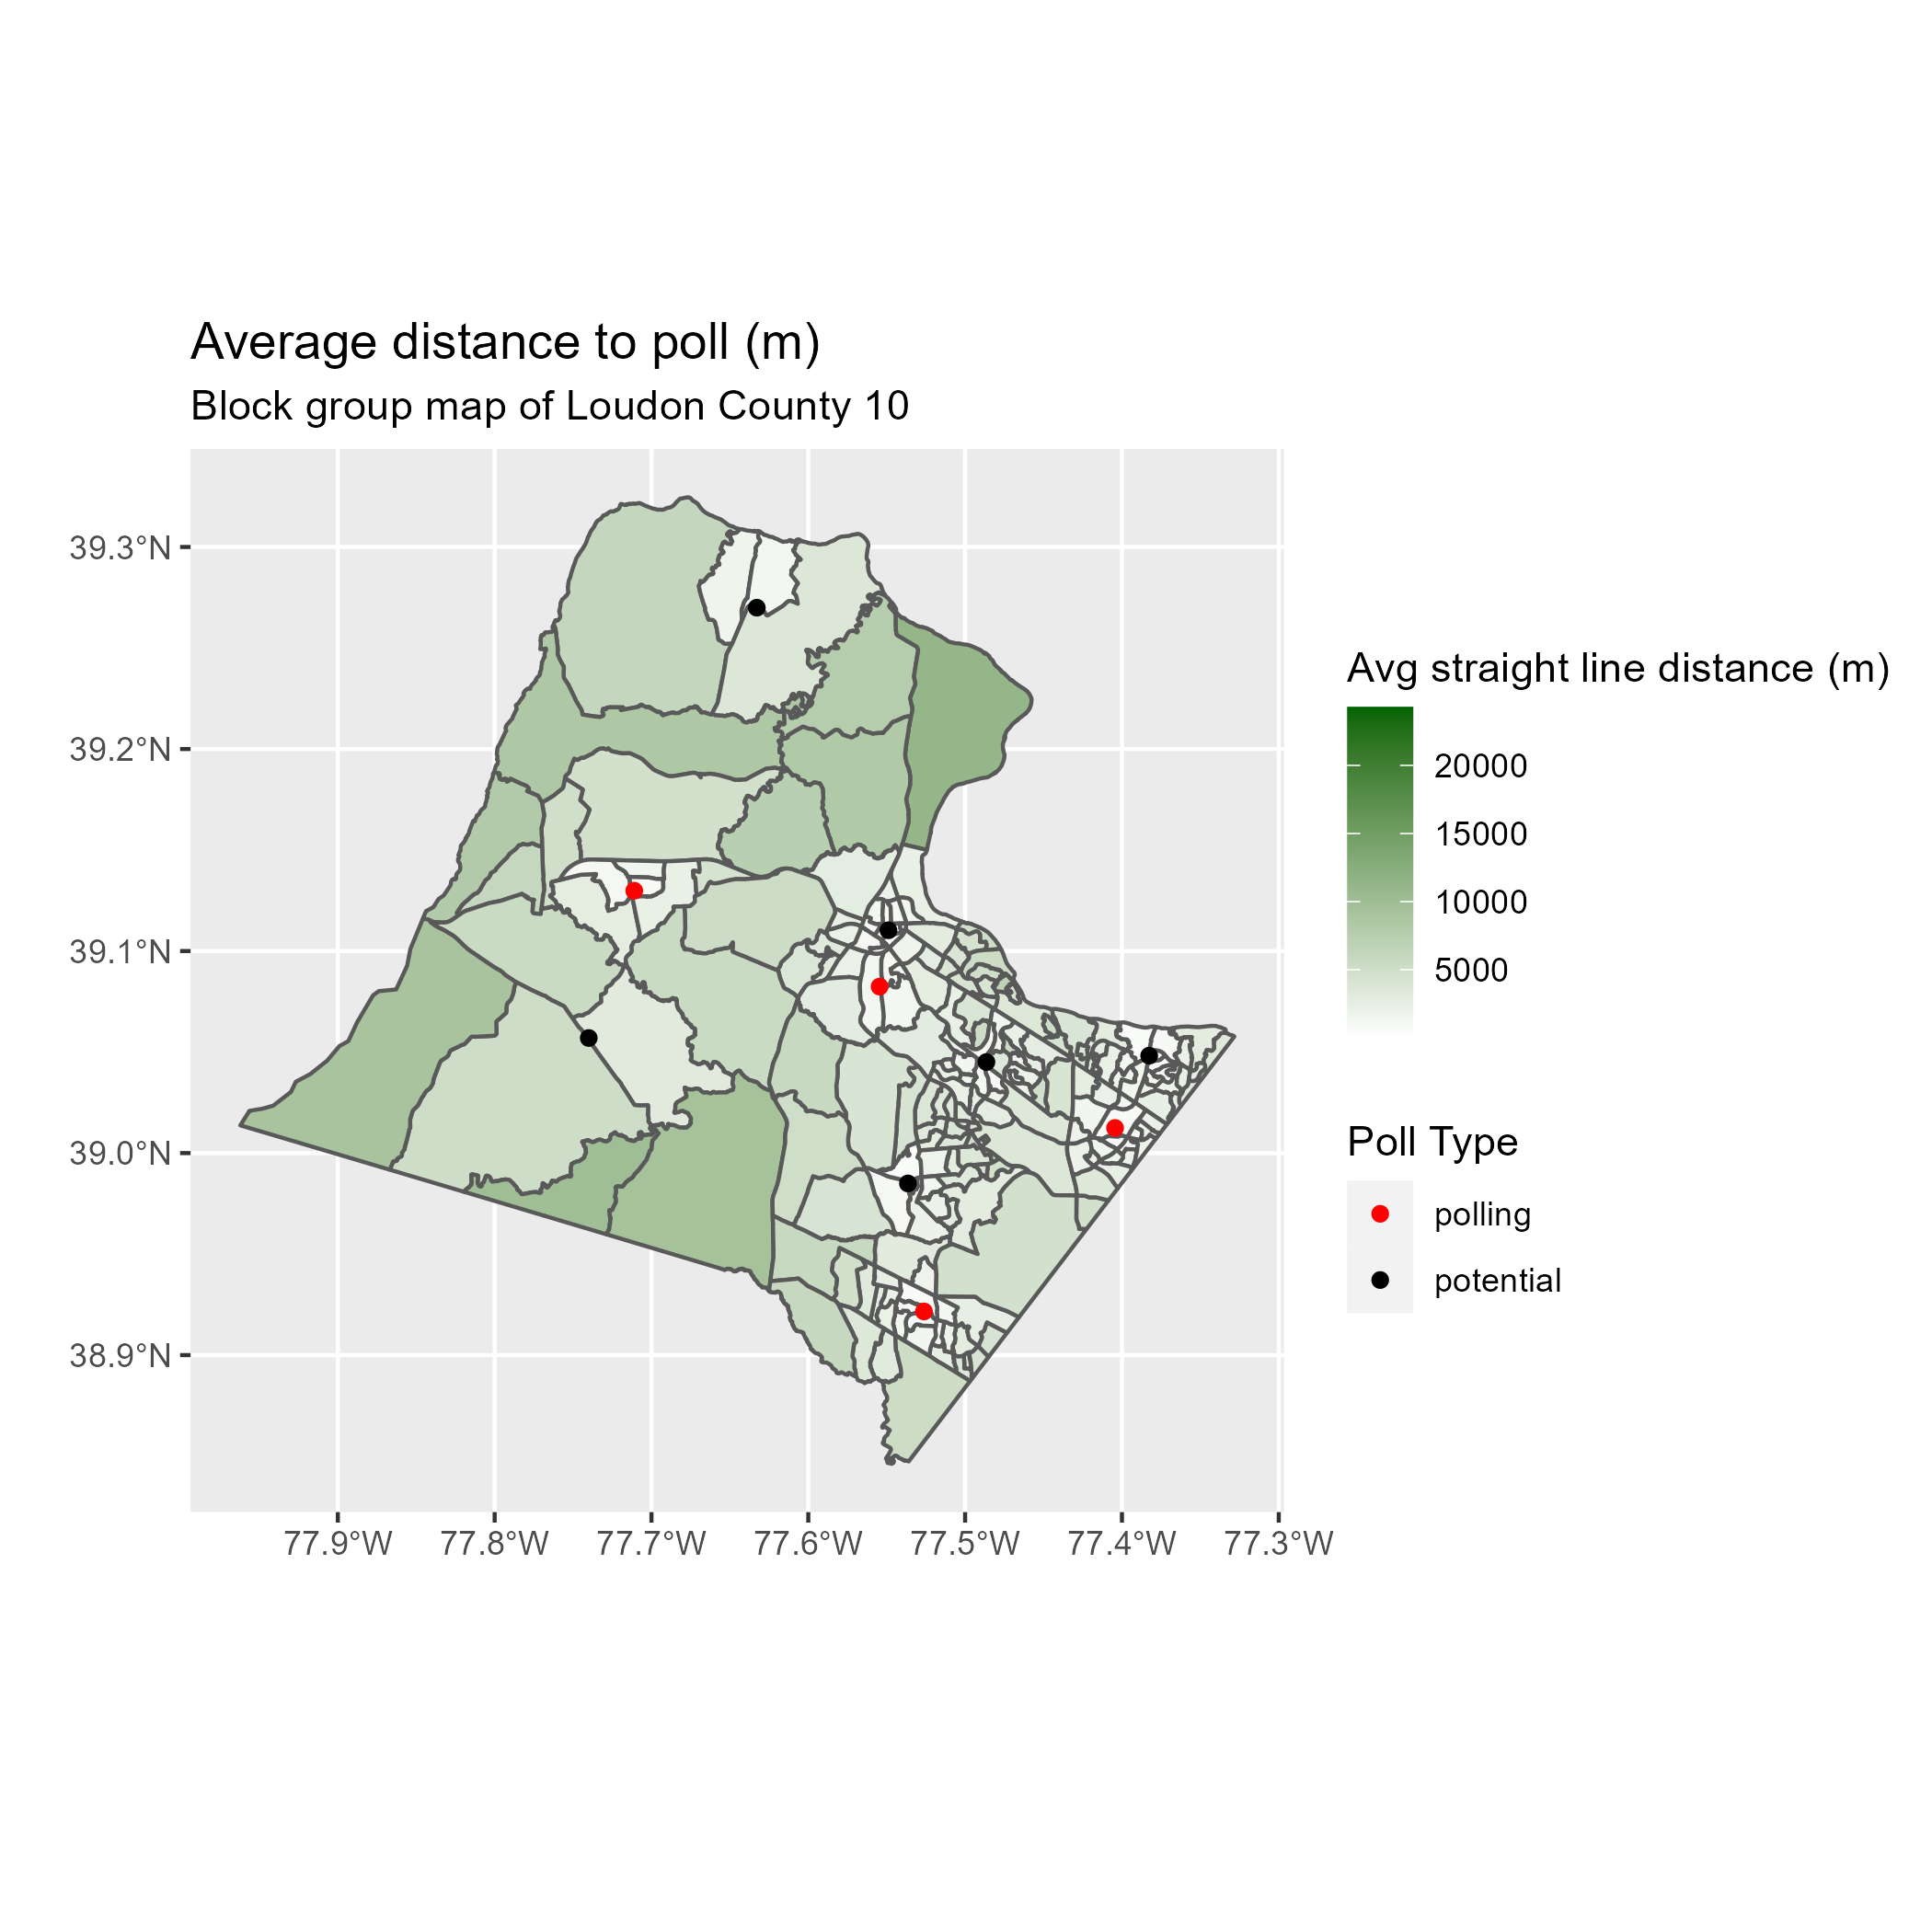 Average distance to poll (m)
Block group map of Loudon County 10
39.3°N
39.2°N
39.1°N
39.0°N
38.9°N
77.9°W 77.8°W 77.7°W 77.6°W 77.5°W 77.4°W 77.3°W
Avg straight line distance (m)
20000
15000
10000
5000
Poll Type
polling
potential